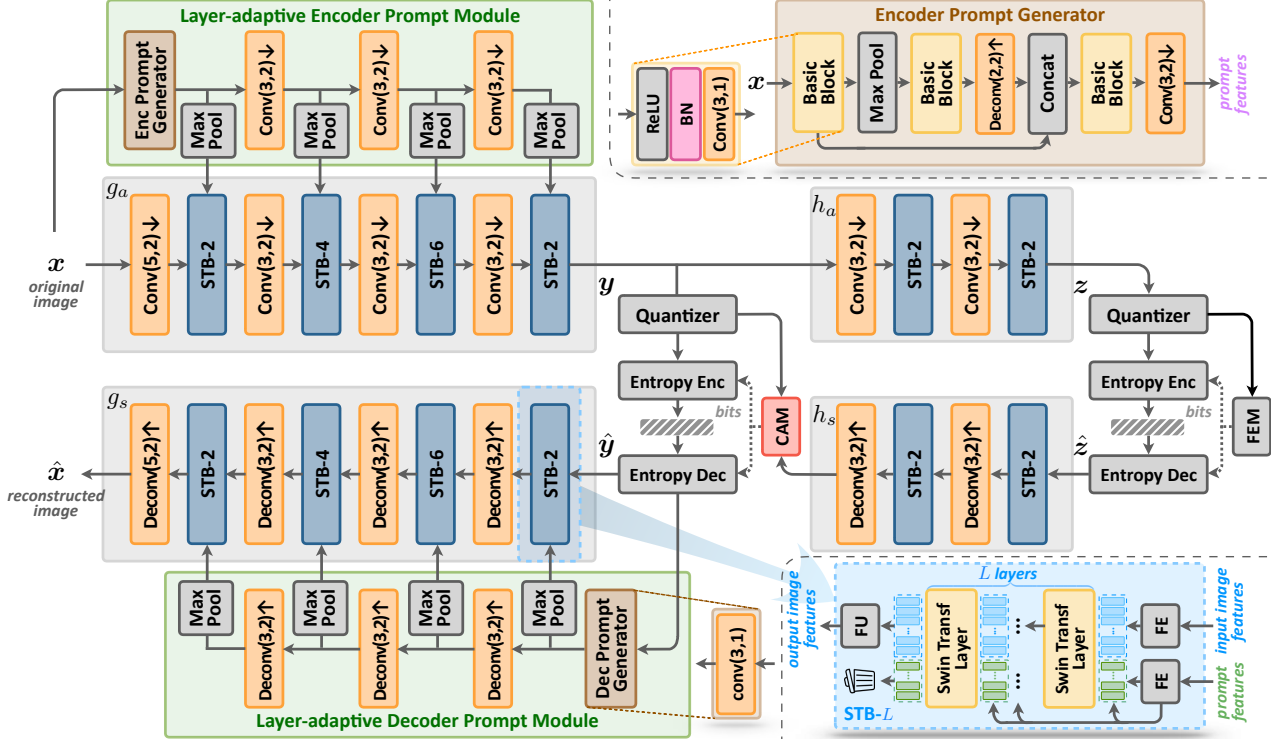 Layer-adaptive Encoder Prompt Module
Enc Prompt
Generator
Max
Pool
Conv(3,2)↓
Max
Pool
Conv(3,2)↓
Max
Pool
Conv(3,2)↓
Max
Pool
Encoder Prompt Generator
ReLU
BN
Conv(3,1)
x
Basic
Block
Max Pool
Basic
Block
Deconv(2,2)↑
Concat
Basic
Block
Conv(3,2)↓
prompt
features
g_a
x
original
image
Conv(5,2)↓
STB-2
Conv(3,2)↓
STB-4
Conv(3,2)↓
STB-6
Conv(3,2)↓
STB-2
y
h_a
Conv(3,2)↓
STB-2
Conv(3,2)↓
STB-2
z
Quantizer
Entropy Enc
bits
Entropy Dec
CAM
Quantizer
Entropy Enc
bits
Entropy Dec
FEM
g_s
x̂
reconstructed
image
Deconv(5,2)↑
STB-2
Deconv(3,2)↑
STB-4
Deconv(3,2)↑
STB-6
Deconv(3,2)↑
STB-2
ŷ
h_s
Deconv(3,2)↑
STB-2
Deconv(3,2)↑
STB-2
ẑ
Max
Pool
Deconv(3,2)↑
Max
Pool
Deconv(3,2)↑
Max
Pool
Deconv(3,2)↑
Max
Pool
Dec Prompt
Generator
conv(3,1)
Layer-adaptive Decoder Prompt Module
output image
features
L layers
FU
Swin Transf
Layer
Swin Transf
Layer
FE
FE
input image
features
prompt
features
STB-L